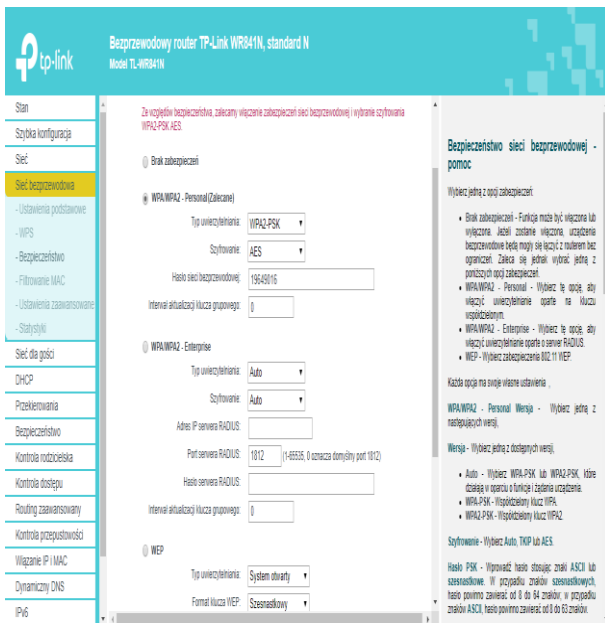 tp-link
Bezprzewodowy router TP-Link WR841N, standard N
Model TL-WR841N
Stan
Szybka konfiguracja
Sieć
Sieć bezprzewodowa
- Ustawienia podstawowe
- WPS
- Bezpieczeństwo
- Filtrowanie MAC
- Ustawienia zaawansowane
- Statystyki
Sieć dla gości
DHCP
Przekierowania
Bezpieczeństwo
Kontrola rodzicielska
Kontrola dostępu
Routing zaawansowany
Kontrola przepustowości
Wiązanie IP i MAC
Dynamiczny DNS
IPv6
Ze względów bezpieczeństwa, zalecamy włączenie zabezpieczeń sieci bezprzewodowej i wybranie szyfrowania
WPA2-PSK AES.
Brak zabezpieczeń
WPA/WPA2 - Personal (Zalecane)
Typ uwierzytelniania: WPA2-PSK
Szyfrowanie: AES
Hasło sieci bezprzewodowej: 19649016
Interwał aktualizacji klucza grupowego: 0
WPA/WPA2 - Enterprise
Typ uwierzytelniania: Auto
Szyfrowanie: Auto
Adres IP serwera RADIUS:
Port serwera RADIUS: 1812 (1-65535, 0 oznacza domyślny port 1812)
Hasło serwera RADIUS:
Interwał aktualizacji klucza grupowego: 0
WEP
Typ uwierzytelniania: System otwarty
Format klucza WEP: Szesnastkowy
Bezpieczeństwo sieci bezprzewodowej -
pomoc
Wybierz jedną z opcji zabezpieczeń:
• Brak zabezpieczeń - Funkcja może być włączona lub
wyłączona. Jeżeli zostanie włączona, urządzenia
bezprzewodowe będą mogły się łączyć z routerem bez
ograniczeń. Zaleca się jednak wybrać jedną z
poniższych opcji zabezpieczeń.
• WPA/WPA2 - Personal - Wybierz tę opcję, aby
włączyć uwierzytelnianie oparte na kluczu
współdzielonym.
• WPA/WPA2 - Enterprise - Wybierz tę opcję, aby
włączyć uwierzytelnianie oparte o serwer RADIUS.
• WEP - Wybierz zabezpieczenia 802.11 WEP.
Każda opcja ma swoje własne ustawienia ,
WPA/WPA2 - Personal Wersja - Wybierz jedną z
następujących wersji,
Wersja - Wybierz jedną z dostępnych wersji,
• Auto - Wybierz WPA-PSK lub WPA2-PSK, które
działają w oparciu o funkcje i żądania urządzenia.
• WPA-PSK - Współdzielony klucz WPA.
• WPA2-PSK - Współdzielony klucz WPA2.
Szyfrowanie - Wybierz Auto, TKIP lub AES.
Hasło PSK - Wprowadź hasło stosując znaki ASCII lub
szesnastkowe. W przypadku znaków szesnastkowych,
hasło powinno zawierać od 8 do 64 znaków, w przypadku
znaków ASCII, hasło powinno zawierać od 8 do 63 znaków.